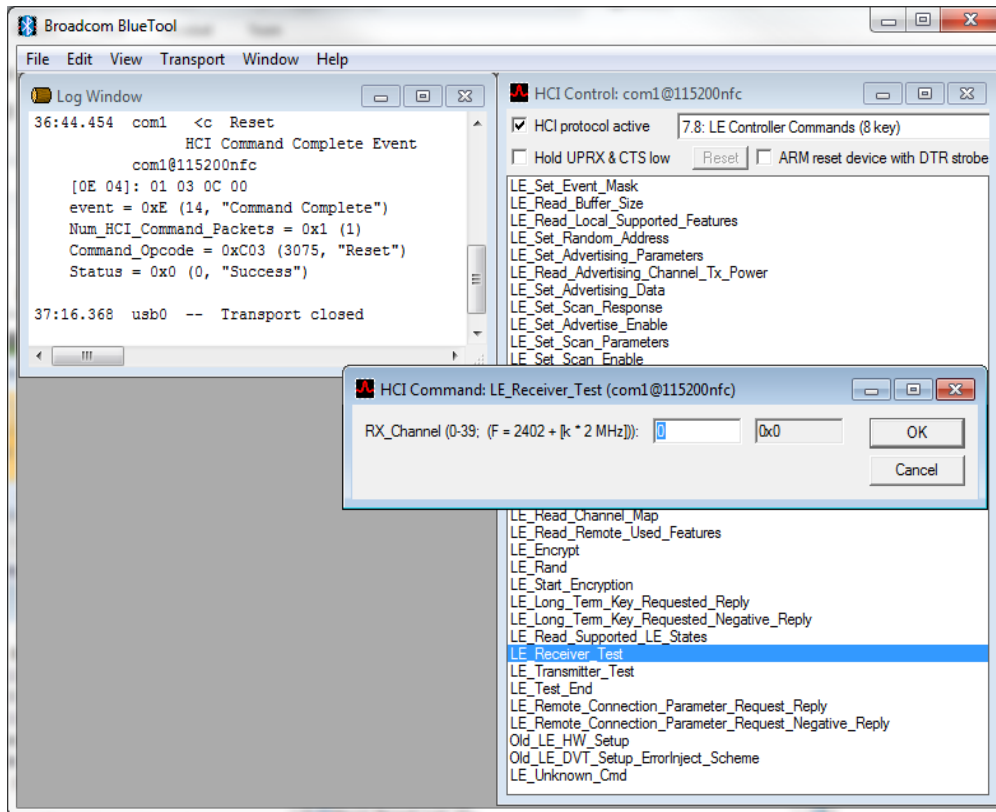 Broadcom BlueTool
File Edit View Transport Window Help
Log Window
36:44.454 com1 <c Reset
HCI Command Complete Event
com1@115200nfc
[0E 04]: 01 03 0C 00
event = 0xE (14, "Command Complete")
Num_HCI_Command_Packets = 0x1 (1)
Command_Opcode = 0xC03 (3075, "Reset")
Status = 0x0 (0, "Success")
37:16.368 usb0 -- Transport closed
HCI Control: com1@115200nfc
HCI protocol active 7.8: LE Controller Commands (8 key)
Hold UPRX & CTS low Reset ARM reset device with DTR strobe
LE_Set_Event_Mask
LE_Read_Buffer_Size
LE_Read_Local_Supported_Features
LE_Set_Random_Address
LE_Set_Advertising_Parameters
LE_Read_Advertising_Channel_Tx_Power
LE_Set_Advertising_Data
LE_Set_Scan_Response
LE_Set_Advertise_Enable
LE_Set_Scan_Parameters
LE_Set_Scan_Enable
HCI Command: LE_Receiver_Test (com1@115200nfc)
RX_Channel (0-39; (F = 2402 + [k * 2 MHz])): 0 0x0 OK
Cancel
LE_Read_Channel_Map
LE_Read_Remote_Used_Features
LE_Encrypt
LE_Rand
LE_Start_Encryption
LE_Long_Term_Key_Requested_Reply
LE_Long_Term_Key_Requested_Negative_Reply
LE_Read_Supported_LE_States
LE_Receiver_Test
LE_Transmitter_Test
LE_Test_End
LE_Remote_Connection_Parameter_Request_Reply
LE_Remote_Connection_Parameter_Request_Negative_Reply
Old_LE_HW_Setup
Old_LE_DVT_Setup_ErrorInject_Scheme
LE_Unknown_Cmd